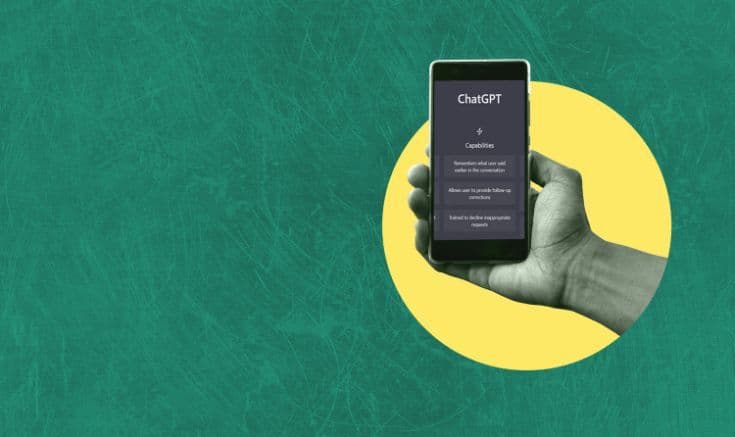 ChatGPT
Capabilities
Remembers what user said
earlier in the conversation
Allows user to provide follow-up
corrections
Trained to decline inappropriate
requests